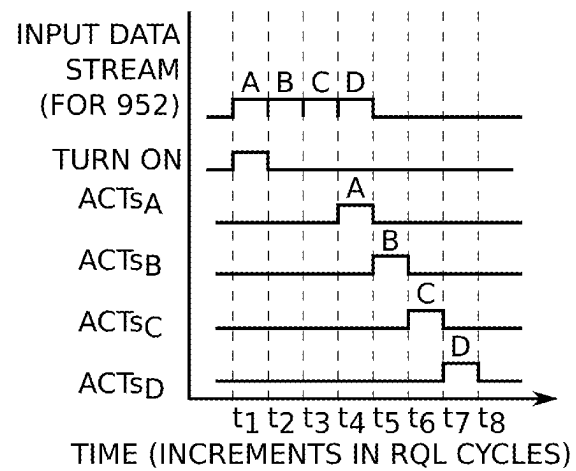 INPUT DATA
STREAM
(FOR 952)
A B C D
TURN ON
ACTsA
A
ACTsB
B
ACTsC
C
ACTsD
D
t1 t2 t3 t4 t5 t6 t7 t8
TIME (INCREMENTS IN RQL CYCLES)